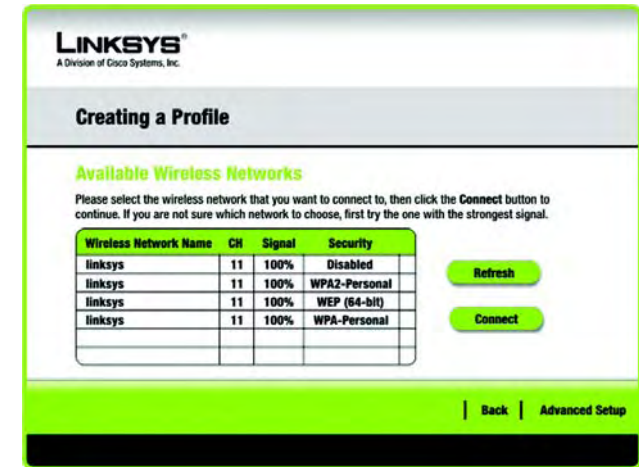 LINKSYS®
A Division of Cisco Systems, Inc.
Creating a Profile
Available Wireless Networks
Please select the wireless network that you want to connect to, then click the Connect button to
continue. If you are not sure which network to choose, first try the one with the strongest signal.
Wireless Network Name CH Signal Security
linksys 11 100% Disabled
linksys 11 100% WPA2-Personal
linksys 11 100% WEP (64-bit)
linksys 11 100% WPA-Personal
Refresh
Connect
Back Advanced Setup